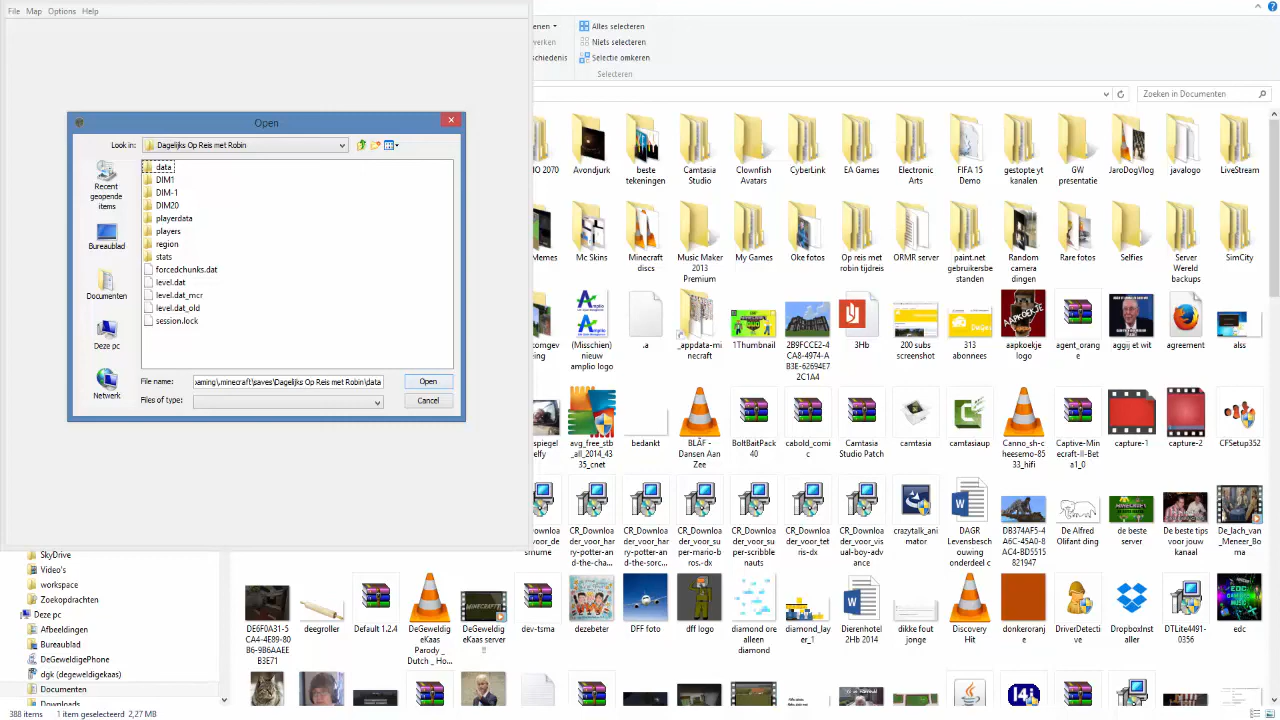 File Map Options Help
enen
Alles selecteren
werken
Niets selecteren
schiedenis
Selectie omkeren
Selecteren
Zoeken in Documenten
Open
Look in:
Dagelijks Op Reis met Robin
Recent geopende items
Bureaublad
Documenten
Deze pc
Netwerk
data
DIM1
DIM-1
DIM20
playerdata
players
region
stats
forcedchunks.dat
level.dat
level.dat_mcr
level.dat_old
session.lock
File name:
aming\.minecraft\saves\Dagelijks Op Reis met Robin\data
Open
Files of type:
Cancel
IO 2070
Avondjurk
beste tekeningen
Camtasia Studio
Clownfish Avatars
CyberLink
EA Games
Electronic Arts
FIFA 15 Demo
gestopte yt kanalen
GW presentatie
JaroDogVlog
javalogo
LiveStream
Memes
Mc Skins
Minecraft discs
Music Maker 2013 Premium
My Games
Oke fotos
Op reis met robin tijdreis
ORMR server
paint.net gebruikersbestanden
Random camera dingen
Rare fotos
Selfies
Server Wereld backups
SimCity
omgeving
(Misschien) nieuw amplio logo
.a
_appdata-minecraft
1Thumbnail
2B9FCCE2-4CA8-4974-AB3E-62694E72C1A4
3Hb
200 subs screenshot
313 abonnees
aapkoekje logo
agent_orange
aggij et wit
agreement
alss
spiegelelfy
avg_free_stb_all_2014_4335_cnet
bedankt
BLØF - Dansen Aan Zee
BoltBaitPack40
cabold_comic
Camtasia Studio Patch
camtasia
camtasiaup
Canno_sh-cheesemo-8533_hifi
Captive-Minecraft-II-Beta1_0
capture-1
capture-2
CFSetup352
CR_Downloader_voor_harry-potter-and-the-cha...
CR_Downloader_voor_harry-potter-and-the-sorc...
CR_Downloader_voor_super-mario-bros.-dx
CR_Downloader_voor_super-scribblenauts
CR_Downloader_voor_tetris-dx
CR_Downloader_voor_visual-boy-advance
crazytalk_animator
DAGR Levensbeschouwing onderdeel c
DB374AF5-4A6C-45A0-8AC4-BD5515821947
De Alfred Olifant ding
de beste server
De beste tips voor jouw kanaal
De_lach_van_Meneer_Boma
SkyDrive
Video's
workspace
Zoekopdrachten
Deze pc
Afbeeldingen
Bureaublad
DeGeweldigePhone
dgk (degeweldigekaas)
Documenten
Downloads
DE6F0A31-5CA4-4E89-80B6-9B6AAEEB3E71
deegroller
Default 1.2.4
DeGeweldigeKaas Parody _ Dutch _ Ho...
DeGeweldigeKaas server !!
dev-tsma
dezebeter
DFF foto
dff logo
diamond ore alleen diamond
diamond_layer_1
Dierenhotel 2Hb 2014
dikke fout jonge
Discovery Hit
donkeroranje
DriverDetective
DropboxInstaller
DTLite4491-0356
edc
388 items
1 item geselecteerd 2,27 MB